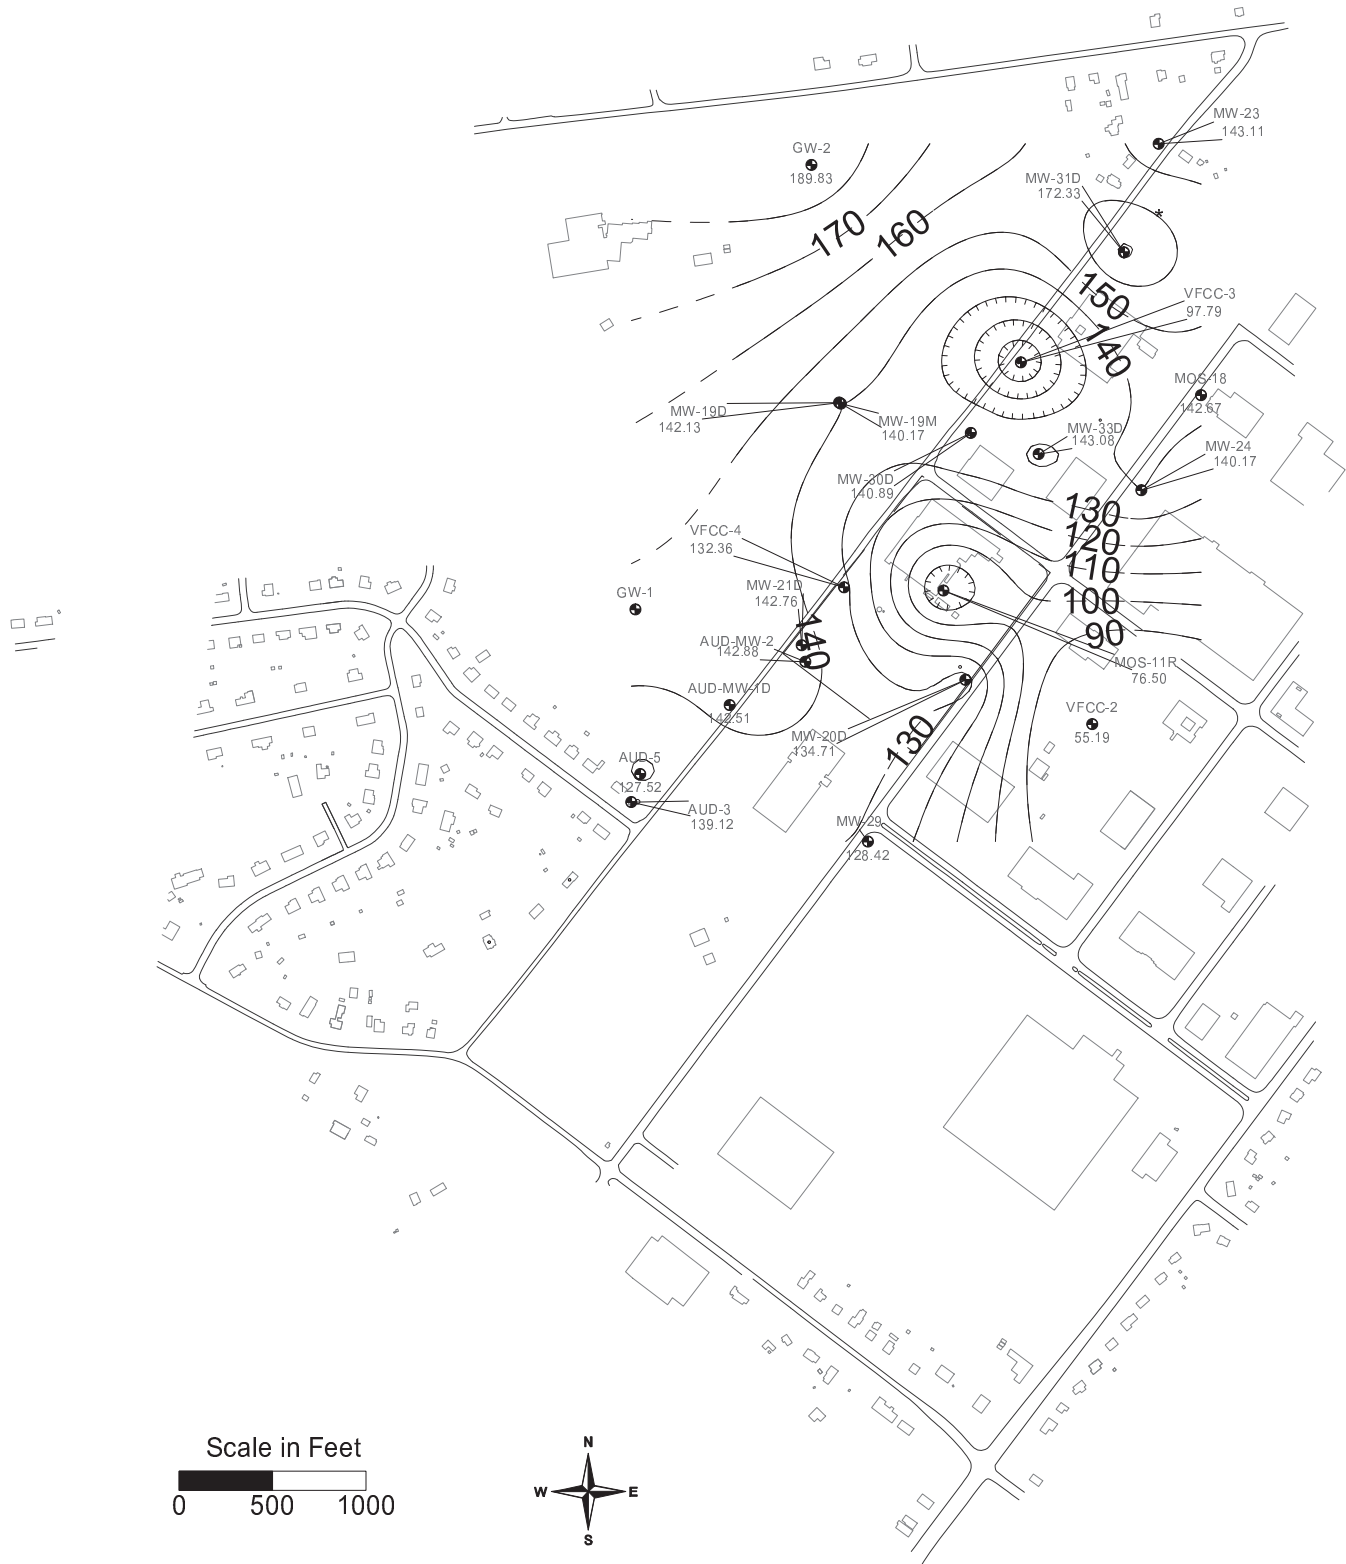 MW-23
143.11
GW-2
189.83
MW-31D
172.33
*
170
160
150
VFCC-3
97.79
140
MOS-18
142.67
MW-19D
142.13
MW-19M
140.17
MW-33D
143.08
MW-24
140.17
MW-30D
140.89
130
120
110
100
90
VFCC-4
132.36
MW-21D
142.76
GW-1
140
AUD-MW-2
142.88
MOS-11R
76.50
AUD-MW-1D
142.51
VFCC-2
55.19
MW-20D
134.71
130
AUD-5
127.52
AUD-3
139.12
MW-29
128.42
Scale in Feet
0 500 1000
N
W E
S